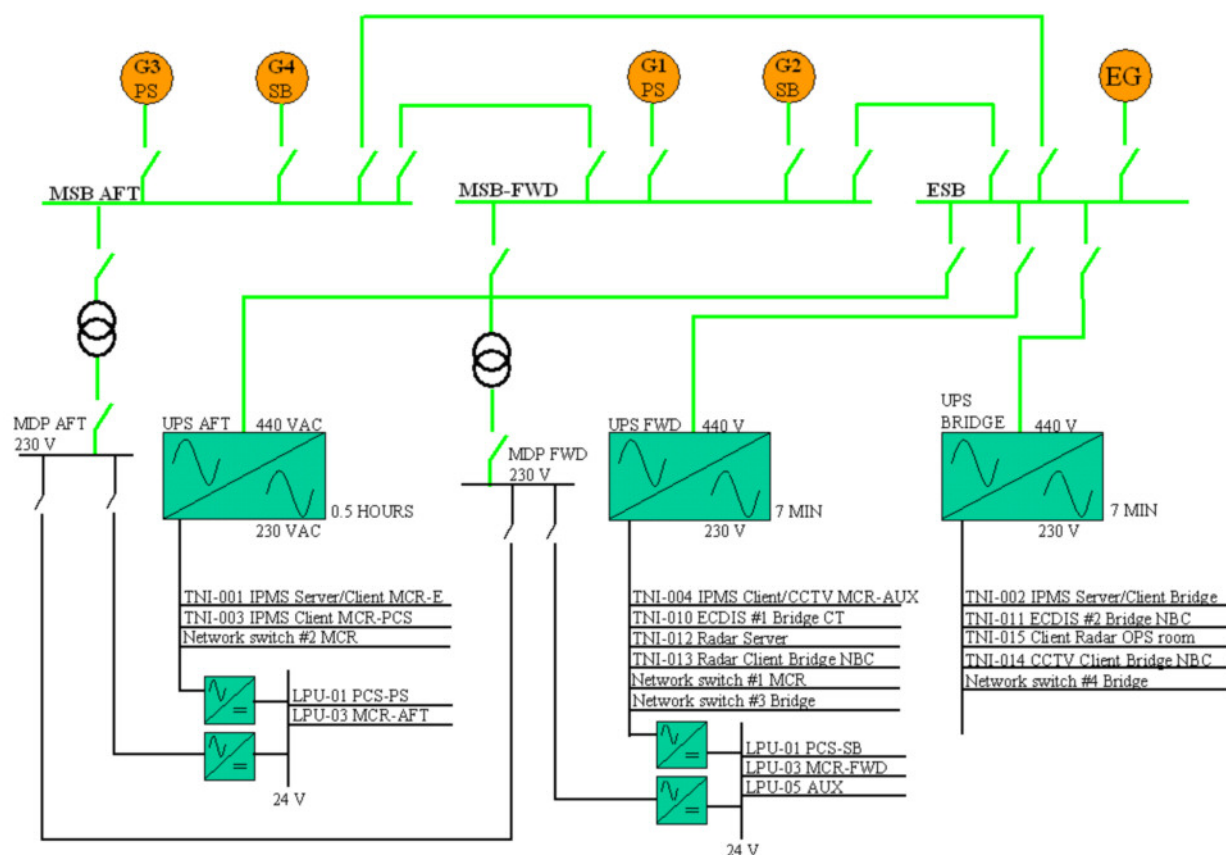 G3
PS
G4
SB
G1
PS
G2
SB
EG
MSB AFT
MSB-FWD
ESB
MDP AFT
230 V
UPS AFT
440 VAC
0.5 HOURS
230 VAC
MDP FWD
230 V
UPS FWD
440 V
7 MIN
230 V
UPS
BRIDGE
440 V
7 MIN
230 V
TNI-001 IPMS Server/Client MCR-E
TNI-003 IPMS Client MCR-PCS
Network switch #2 MCR
LPU-01 PCS-PS
LPU-03 MCR-AFT
24 V
TNI-004 IPMS Client/CCTV MCR-AUX
TNI-010 ECDIS #1 Bridge CT
TNI-012 Radar Server
TNI-013 Radar Client Bridge NBC
Network switch #1 MCR
Network switch #3 Bridge
LPU-01 PCS-SB
LPU-03 MCR-FWD
LPU-05 AUX
24 V
TNI-002 IPMS Server/Client Bridge
TNI-011 ECDIS #2 Bridge NBC
TNI-015 Client Radar OPS room
TNI-014 CCTV Client Bridge NBC
Network switch #4 Bridge